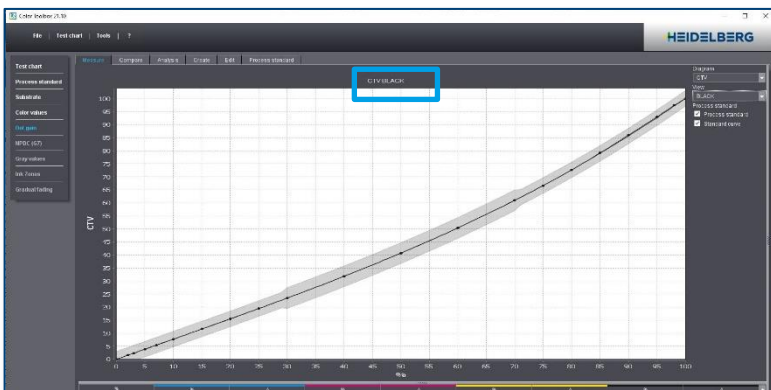 Color Toolbox 21.10
File | Test chart | Tools | ?
HEIDELBERG
Measure Compare Analysis Create Edit Process standard
Test chart
Process standard
Substrate
Color values
Dot gain
NPDC (G7)
Gray values
Ink Zones
Gradual fading
CTV BLACK
Diagram
CTV
View
BLACK
Process standard
Process standard
Standard curve
100
95
90
85
80
75
70
65
60
55
50
45
40
35
30
25
20
15
10
5
0
CTV
0 5 10 15 20 25 30 35 40 45 50 55 60 65 70 75 80 85 90 95 100